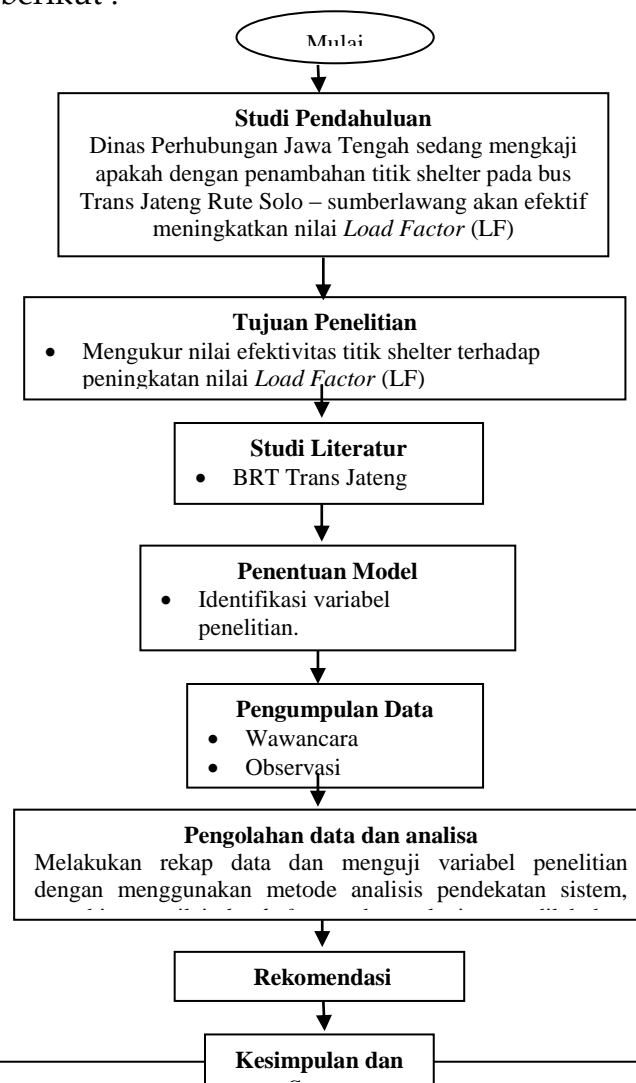 berikut :
Mulai
Studi Pendahuluan
Dinas Perhubungan Jawa Tengah sedang mengkaji
apakah dengan penambahan titik shelter pada bus
Trans Jateng Rute Solo – sumberlawang akan efektif
meningkatkan nilai Load Factor (LF)
Tujuan Penelitian
• Mengukur nilai efektivitas titik shelter terhadap
peningkatan nilai Load Factor (LF)
Studi Literatur
• BRT Trans Jateng
Penentuan Model
• Identifikasi variabel
penelitian.
Pengumpulan Data
• Wawancara
• Observasi
Pengolahan data dan analisa
Melakukan rekap data dan menguji variabel penelitian
dengan menggunakan metode analisis pendekatan sistem,
Rekomendasi
Kesimpulan dan